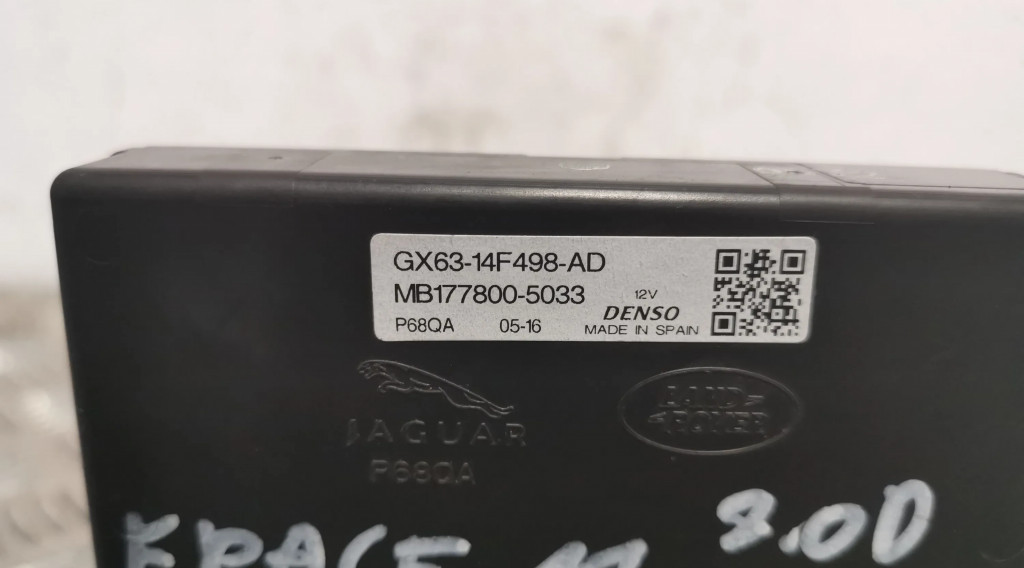 GX63-14F498-AD
MB177800-5033
12V
DENSO
P68QA 05-16 MADE IN SPAIN
JAGUAR
P68QA
LAND
ROVER
3.0D